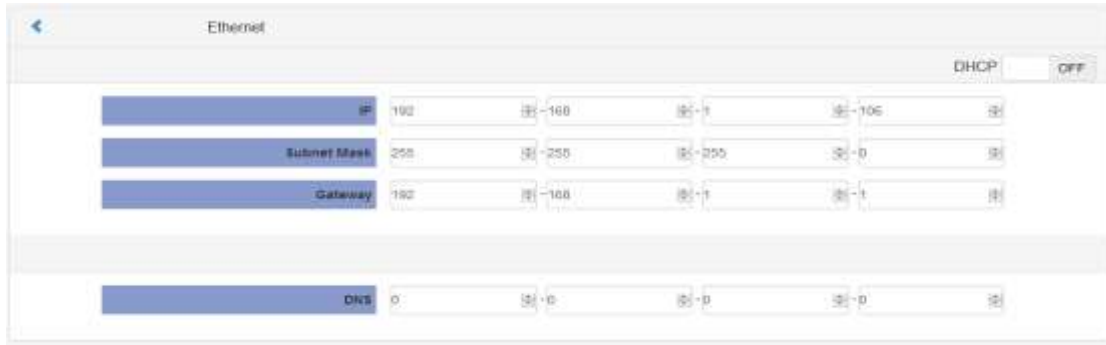 Ethernet
DHCP OFF
IP 192 - 168 - 1 - 106
Subnet Mask 255 - 255 - 255 - 0
Gateway 192 - 168 - 1 - 1
DNS 0 - 0 - 0 - 0